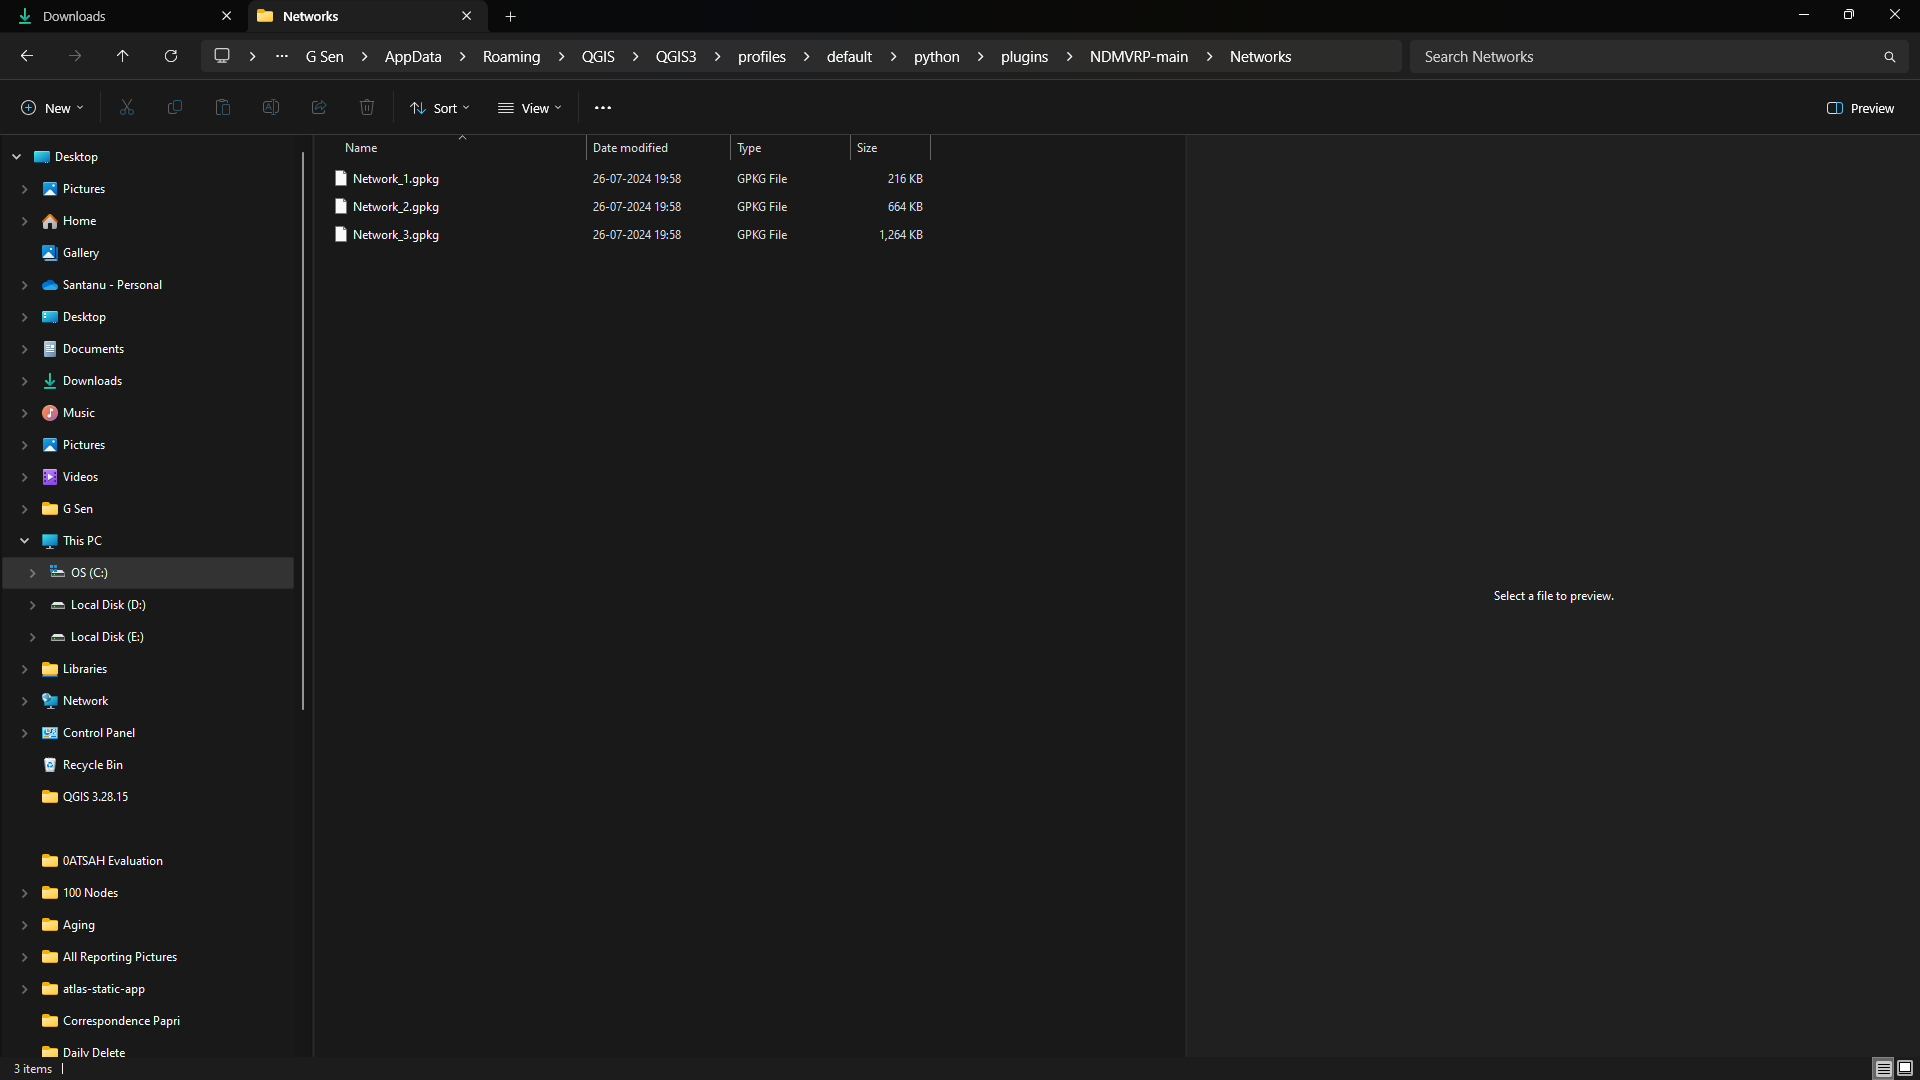 Downloads
Networks
G Sen > AppData > Roaming > QGIS > QGIS3 > profiles > default > python > plugins > NDMVRP-main > Networks
Search Networks
New
Sort
View
Preview
Name Date modified Type Size
Network_1.gpkg 26-07-2024 19:58 GPKG File 216 KB
Network_2.gpkg 26-07-2024 19:58 GPKG File 664 KB
Network_3.gpkg 26-07-2024 19:58 GPKG File 1,264 KB
Desktop
Pictures
Home
Gallery
Santanu - Personal
Desktop
Documents
Downloads
Music
Pictures
Videos
G Sen
This PC
OS (C:)
Local Disk (D:)
Local Disk (E:)
Libraries
Network
Control Panel
Recycle Bin
QGIS 3.28.15
0ATSAH Evaluation
100 Nodes
Aging
All Reporting Pictures
atlas-static-app
Correspondence Papri
Daily Delete
Select a file to preview.
3 items